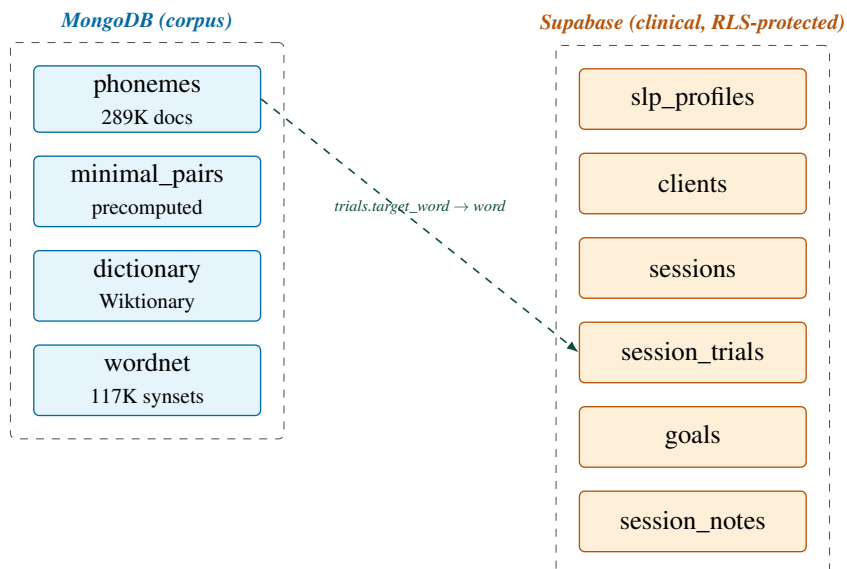 MongoDB (corpus)
phonemes
289K docs
minimal_pairs
precomputed
dictionary
Wiktionary
wordnet
117K synsets
trials.target_word → word
Supabase (clinical, RLS-protected)
slp_profiles
clients
sessions
session_trials
goals
session_notes